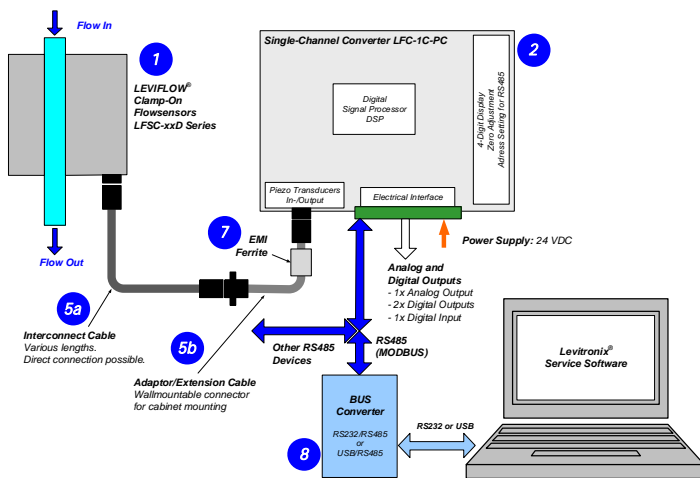 Flow In
1
LEVIFLOW®
Clamp-On
Flowsensors
LFSC-xxD Series
Flow Out
Single-Channel Converter LFC-1C-PC
2
Digital
Signal Processor
DSP
4-Digit Display
Zero Adjustment
Adress Setting for RS485
Piezo Transducers
In-/Output
Electrical Interface
7
EMI
Ferrite
Power Supply: 24 VDC
Analog and
Digital Outputs
- 1x Analog Output
- 2x Digital Outputs
- 1x Digital Input
5a
Interconnect Cable
Various lengths.
Direct connection possible.
5b
Adaptor/Extension Cable
Wallmountable connector
for cabinet mounting
Other RS485
Devices
RS485
(MODBUS)
BUS
Converter
RS232/RS485
or
USB/RS485
8
RS232 or USB
Levitronix®
Service Software